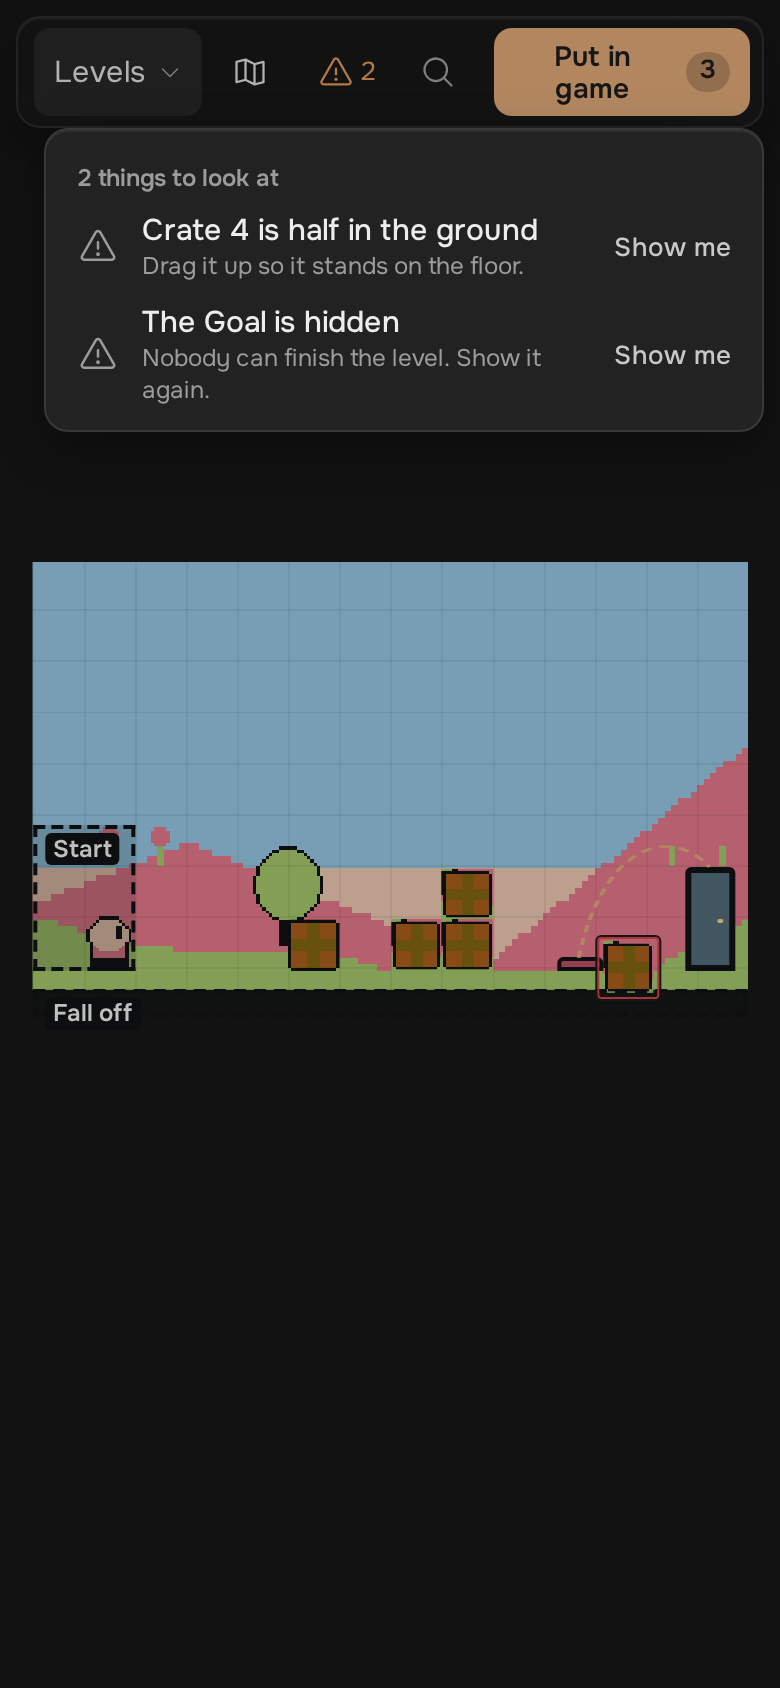 Levels
2
Put in
game
3
2 things to look at
Crate 4 is half in the ground
Drag it up so it stands on the floor.
Show me
The Goal is hidden
Nobody can finish the level. Show it
again.
Show me
Start
Fall off